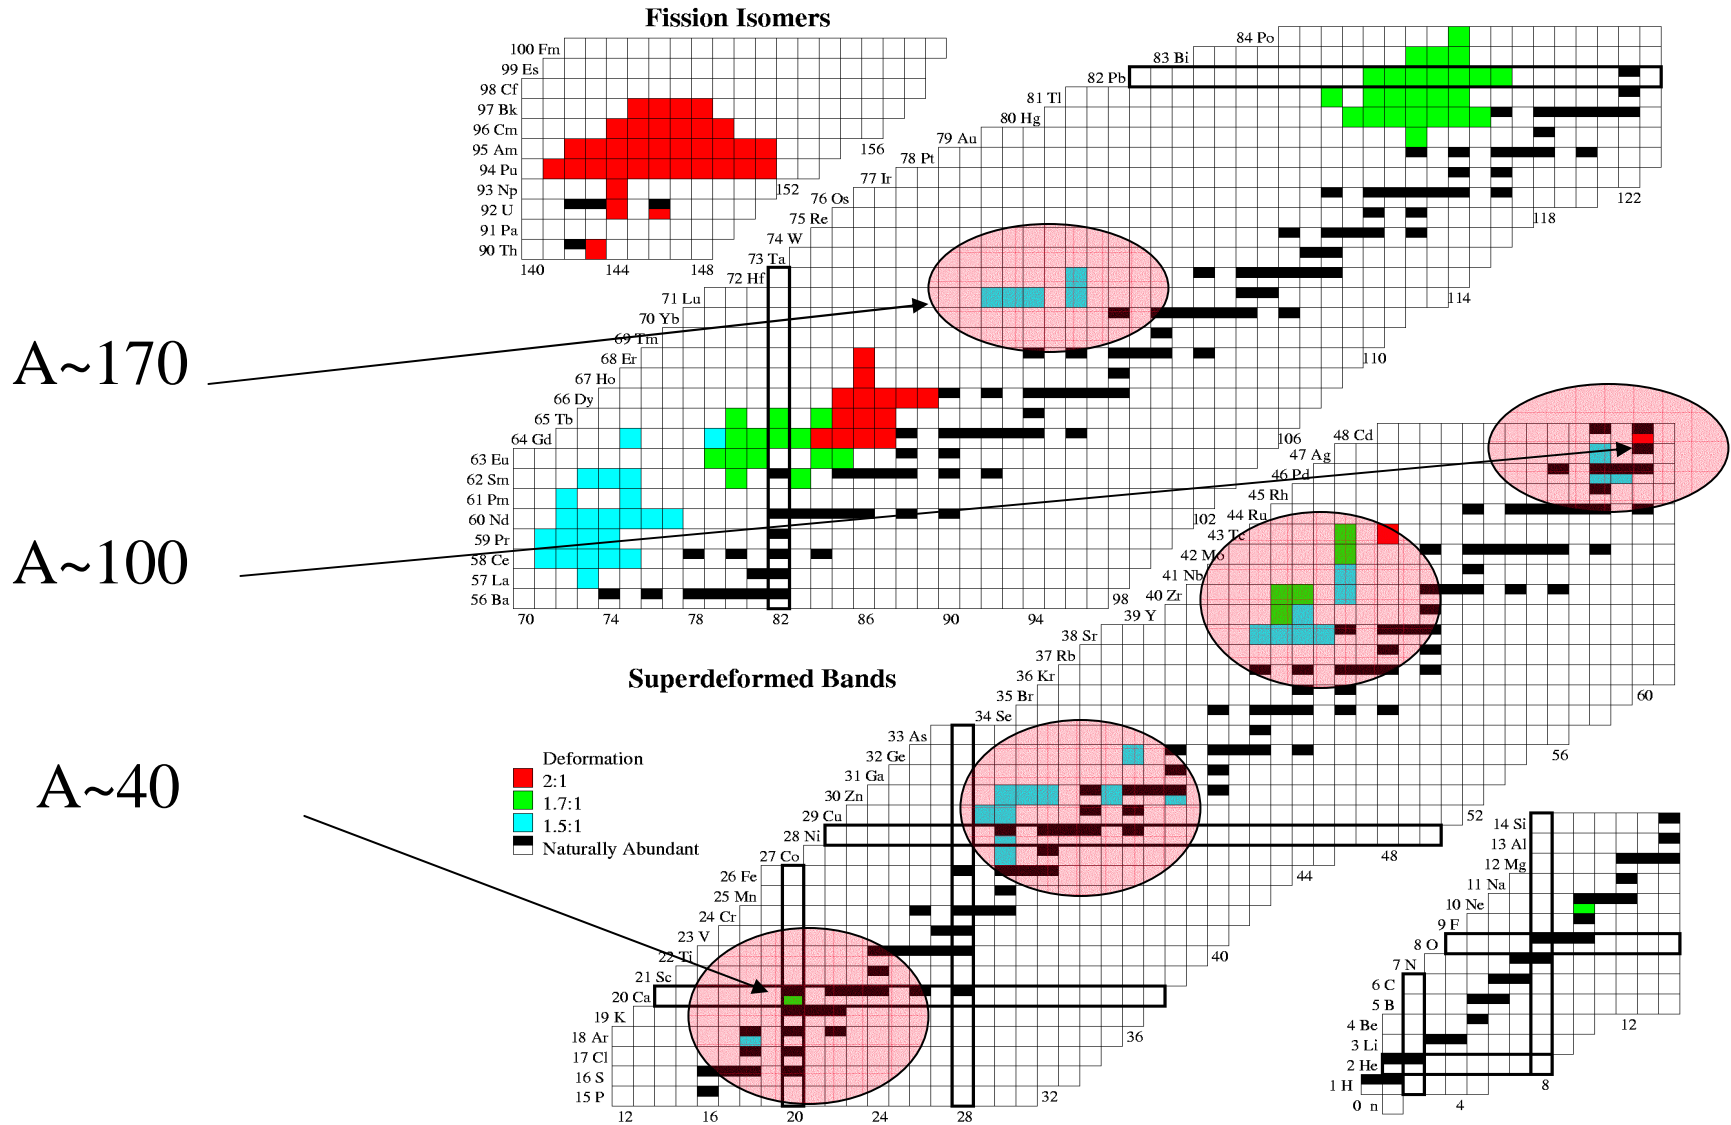 Fission Isomers
100 Fm
99 Es
98 Cf
97 Bk
96 Cm
95 Am
94 Pu
93 Np
92 U
91 Pa
90 Th
140
144
148
152
156
84 Po
83 Bi
82 Pb
81 Tl
80 Hg
79 Au
78 Pt
77 Ir
76 Os
75 Re
74 W
73 Ta
72 Hf
71 Lu
70 Yb
69 Tm
68 Er
67 Ho
66 Dy
65 Tb
64 Gd
63 Eu
62 Sm
61 Pm
60 Nd
59 Pr
58 Ce
57 La
56 Ba
70
74
78
82
86
90
94
98
102
106
110
114
118
122
A~170
A~100
A~40
Superdeformed Bands
Deformation
2:1
1.7:1
1.5:1
Naturally Abundant
48 Cd
47 Ag
46 Pd
45 Rh
44 Ru
43 Tc
42 Mo
41 Nb
40 Zr
39 Y
38 Sr
37 Rb
36 Kr
35 Br
34 Se
33 As
32 Ge
31 Ga
30 Zn
29 Cu
28 Ni
27 Co
26 Fe
25 Mn
24 Cr
23 V
22 Ti
21 Sc
20 Ca
19 K
18 Ar
17 Cl
16 S
15 P
12
16
20
24
28
32
36
40
44
48
52
56
60
14 Si
13 Al
12 Mg
11 Na
10 Ne
9 F
8 O
7 N
6 C
5 B
4 Be
3 Li
2 He
1 H
0 n
4
8
12